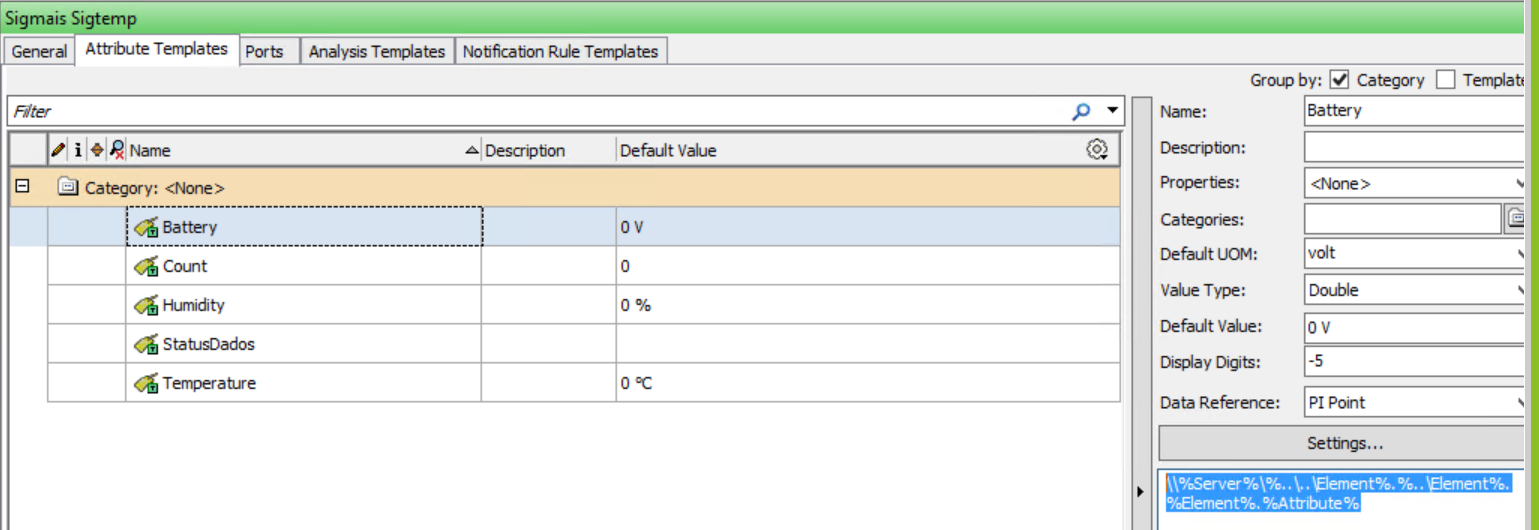 Sigmais Sigtemp
General Attribute Templates Ports Analysis Templates Notification Rule Templates
Group by: Category Template
Filter
Name Description Default Value
Category: <None>
Battery 0 V
Count 0
Humidity 0 %
StatusDados
Temperature 0 °C
Name: Battery
Description:
Properties: <None>
Categories:
Default UOM: volt
Value Type: Double
Default Value: 0 V
Display Digits: -5
Data Reference: PI Point
Settings...
\\%Server%\%..\..\Element%.%..\Element%.
%Element%.%Attribute%